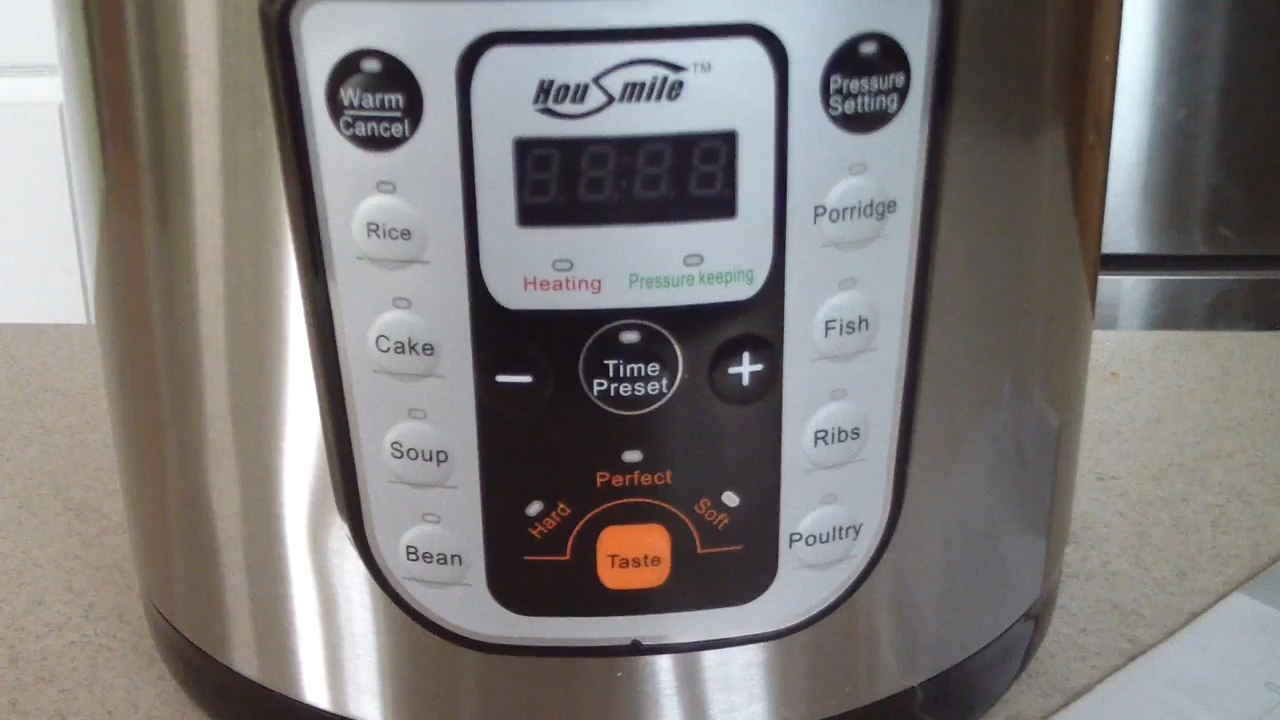 HouSmile™
Warm
Cancel
Pressure
Setting
Rice
Porridge
Heating
Pressure keeping
Cake
Fish
−
Time
Preset
+
Soup
Ribs
Perfect
Hard
Soft
Bean
Taste
Poultry